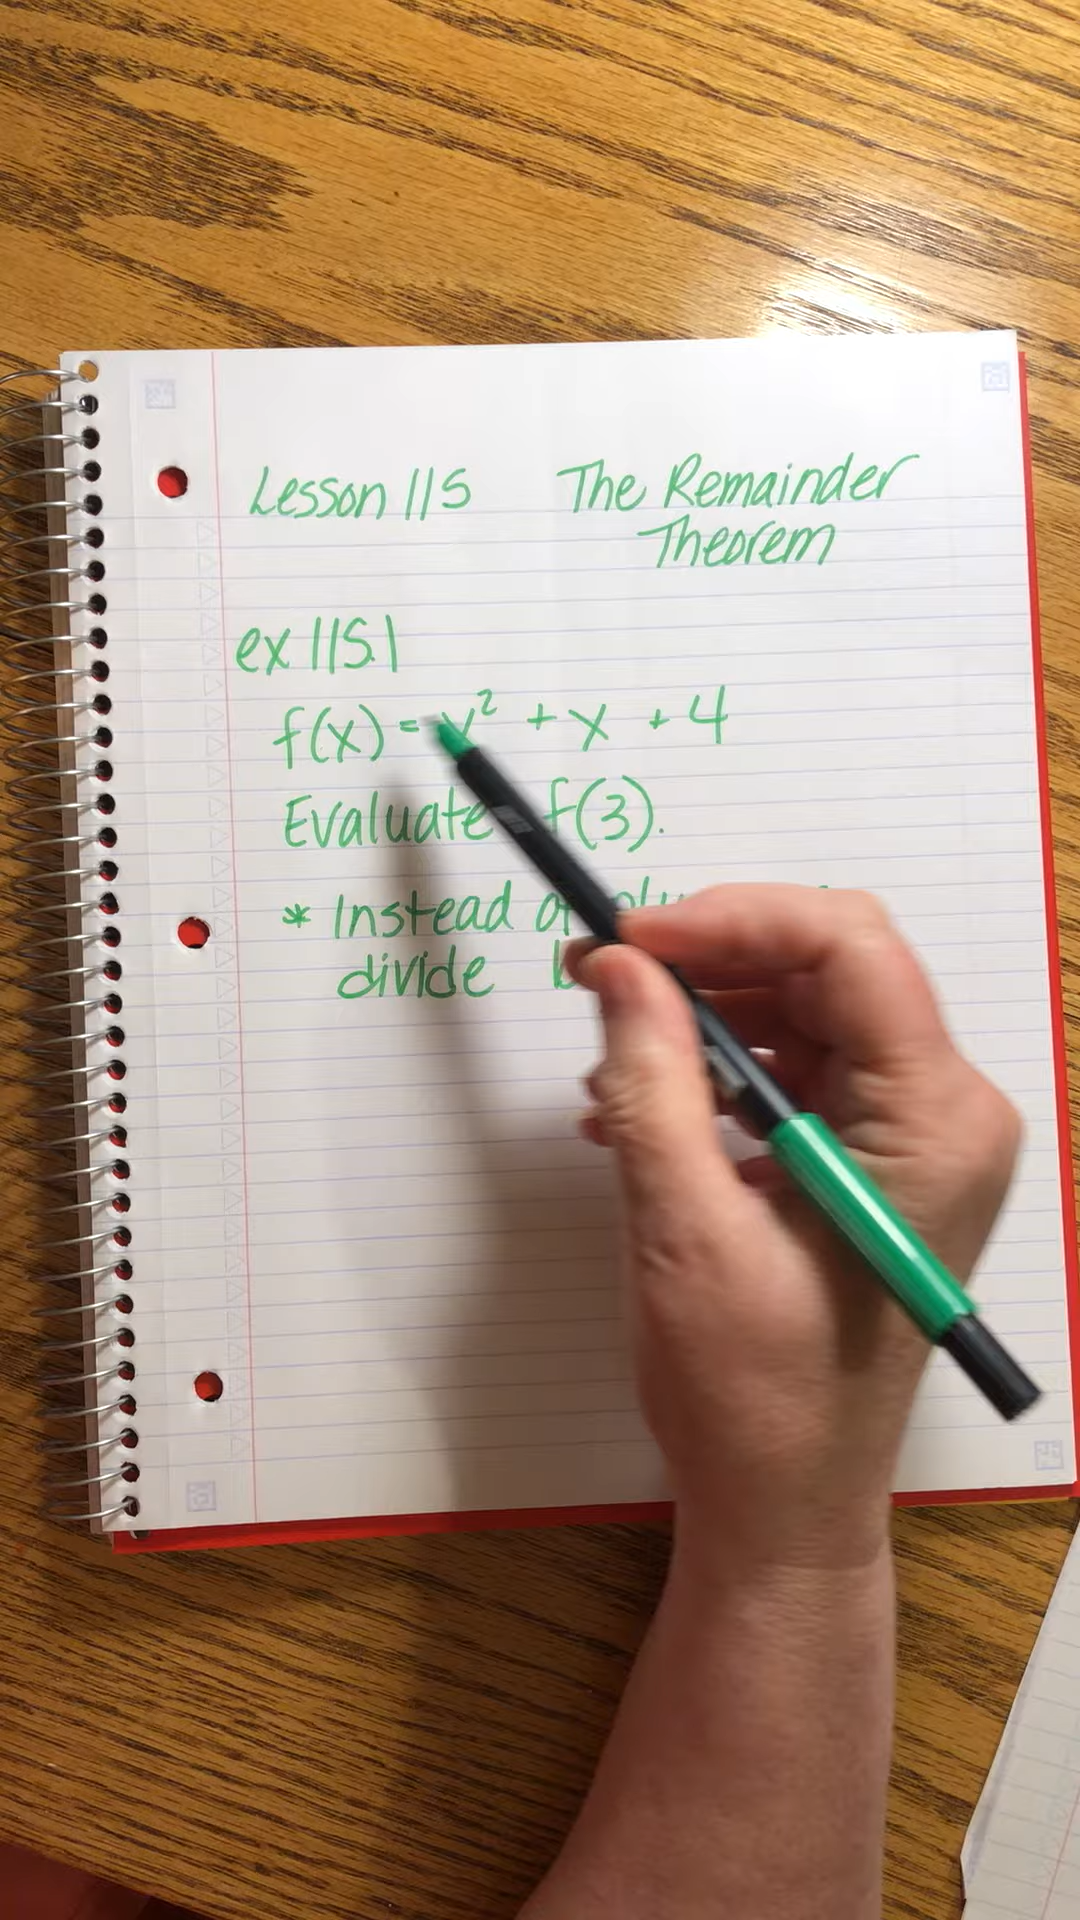 Lesson 115 The Remainder
Theorem
ex 115.1
f(x) = x² + x + 4
Evaluate f(3).
* Instead of
divide